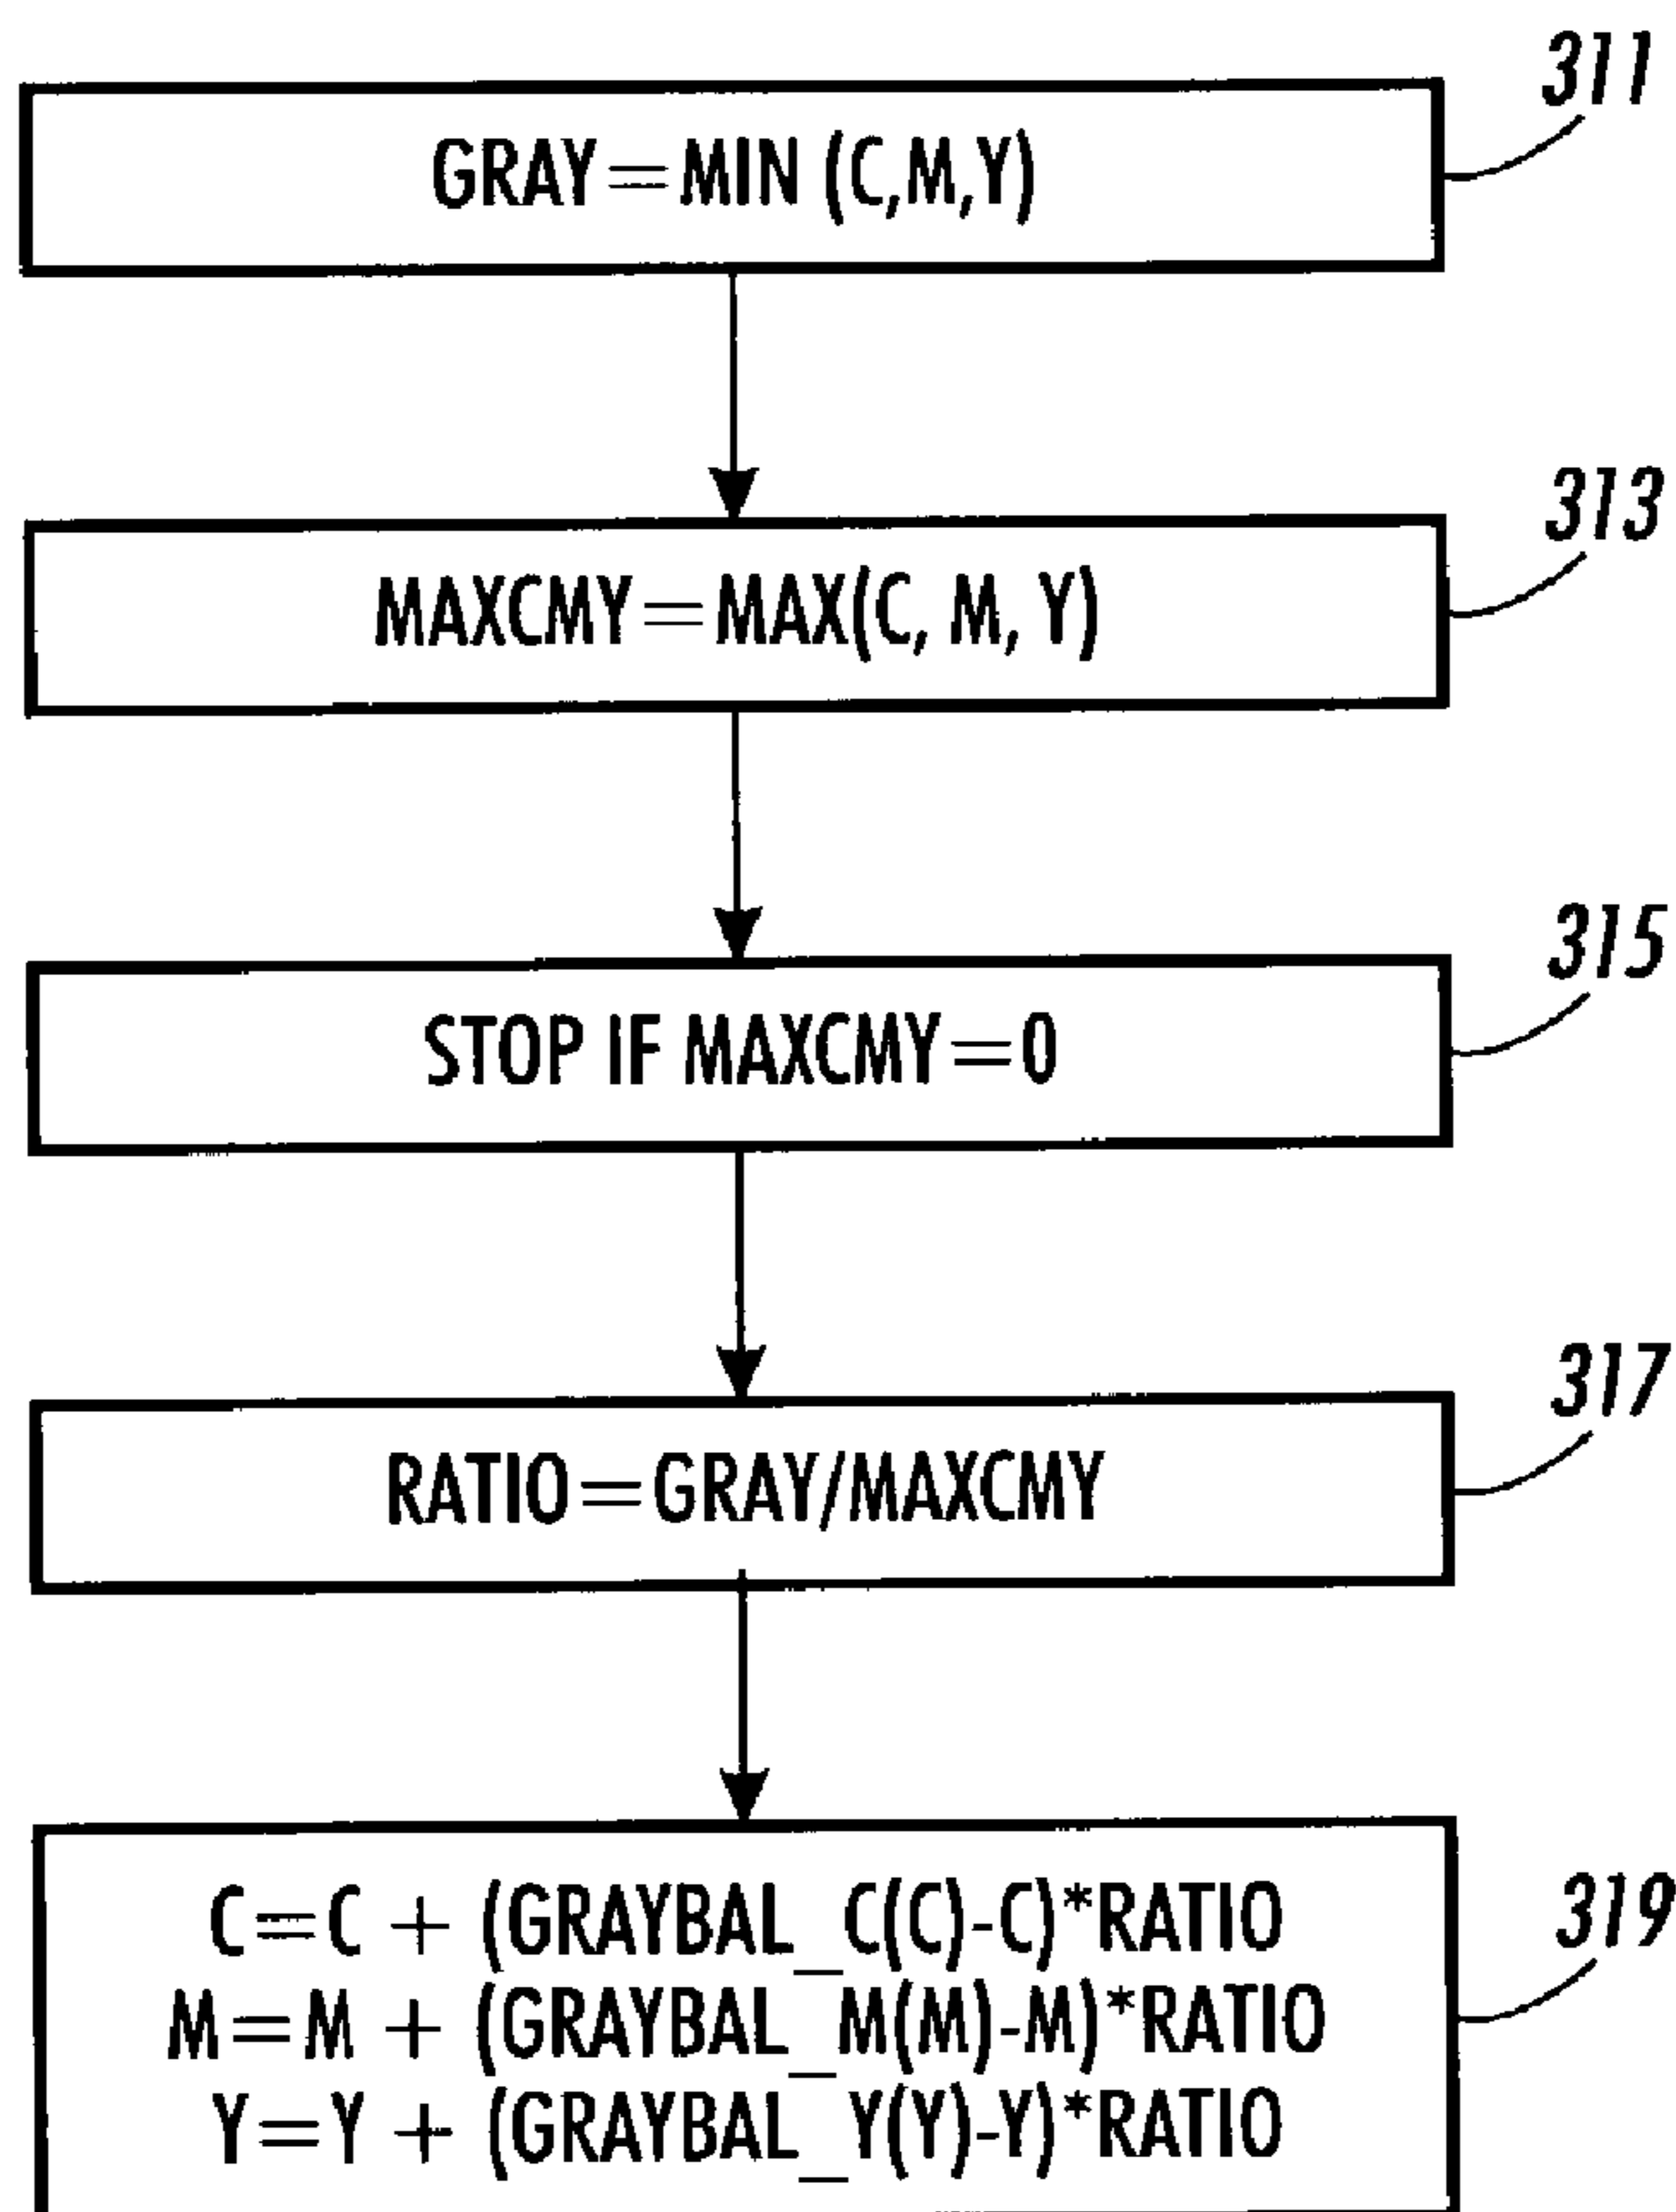 311
GRAY=MIN (C,M,Y)
313
MAXCMY=MAX(C, M, Y)
315
STOP IF MAXCMY=0
317
RATIO=GRAY/MAXCMY
319
C=C + (GRAYBAL_C(C)-C)*RATIO
M=M + (GRAYBAL_M(M)-M)*RATIO
Y=Y + (GRAYBAL_Y(Y)-Y)*RATIO